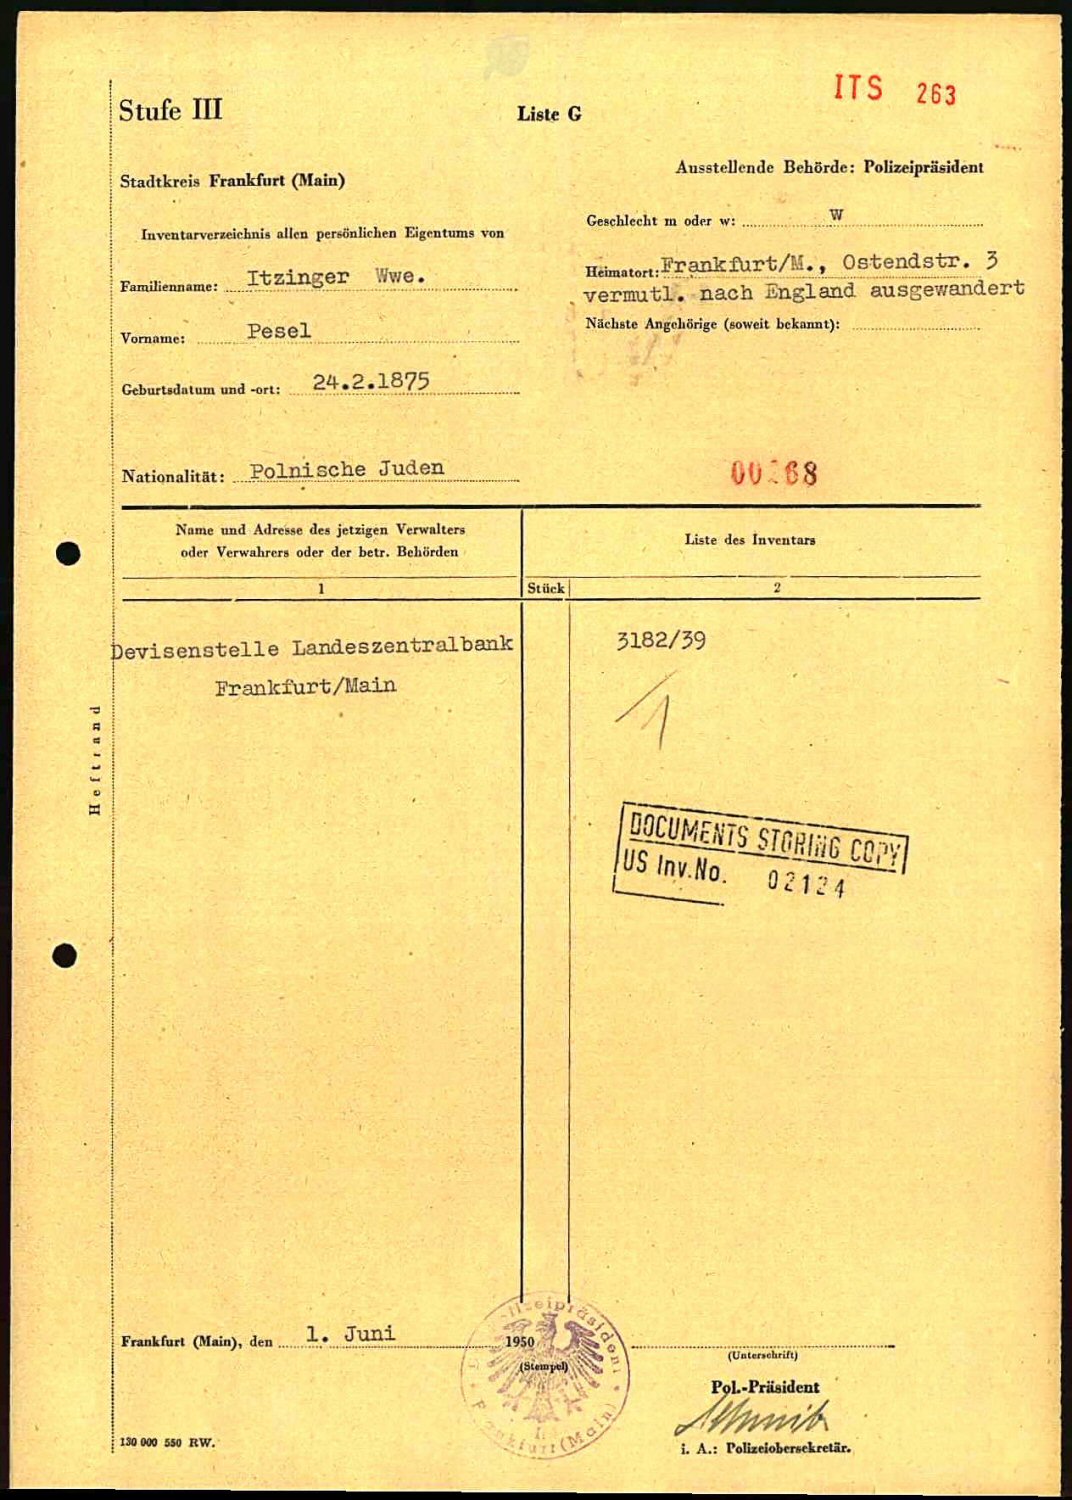 ITS 263
Stufe III
Liste G
Ausstellende Behörde: Polizeipräsident
Stadtkreis Frankfurt (Main)
Geschlecht m oder w: W
Inventarverzeichnis allen persönlichen Eigentums von
Heimatort: Frankfurt/M., Ostendstr. 3
vermutl. nach England ausgewandert
Familienname: Itzinger Wwe.
Nächste Angehörige (soweit bekannt):
Vorname: Pesel
Geburtsdatum und -ort: 24.2.1875
Nationalität: Polnische Juden
Name und Adresse des jetzigen Verwalters
oder Verwahrers oder der betr. Behörden
Liste des Inventars
1
Stück
2
Devisenstelle Landeszentralbank
Frankfurt/Main
3182/39
1
Heftrand
DOCUMENTS STORING COPY
US Inv.No. 02124
Frankfurt (Main), den 1. Juni 1950
(Stempel)
(Unterschrift)
Pol.-Präsident
i. A.: Polizeiobersekretär.
130 000 550 RW.